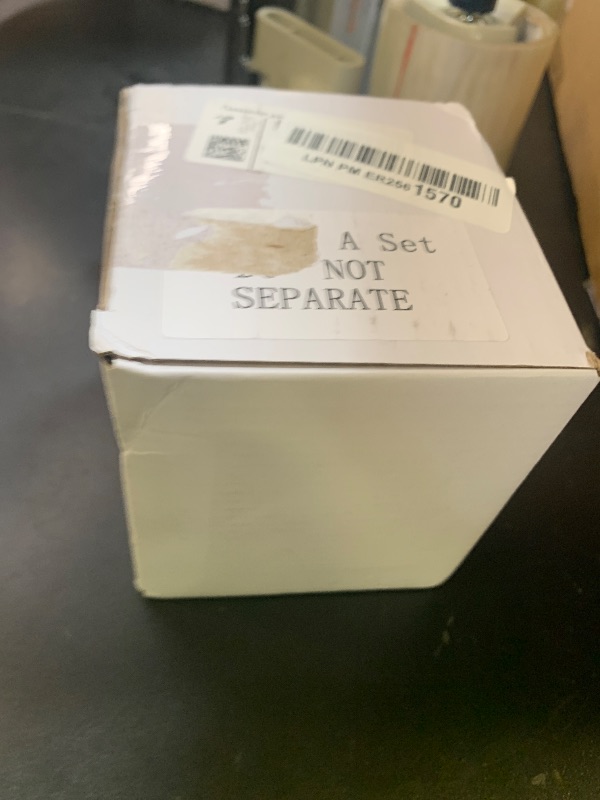 LPN PM ER256 1570
A Set
NOT
SEPARATE